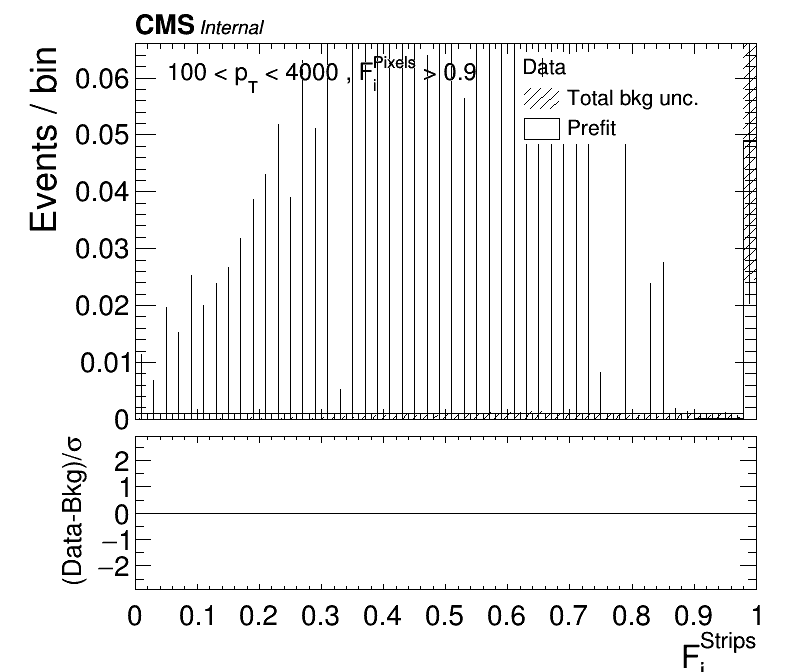 CMS Internal
100 < p_T < 4000 , F_i^Pixels > 0.9
Data
Total bkg unc.
Prefit
Events / bin
0.06
0.05
0.04
0.03
0.02
0.01
0
(Data-Bkg)/σ
2
1
0
−1
−2
0 0.1 0.2 0.3 0.4 0.5 0.6 0.7 0.8 0.9 1
F_i^Strips